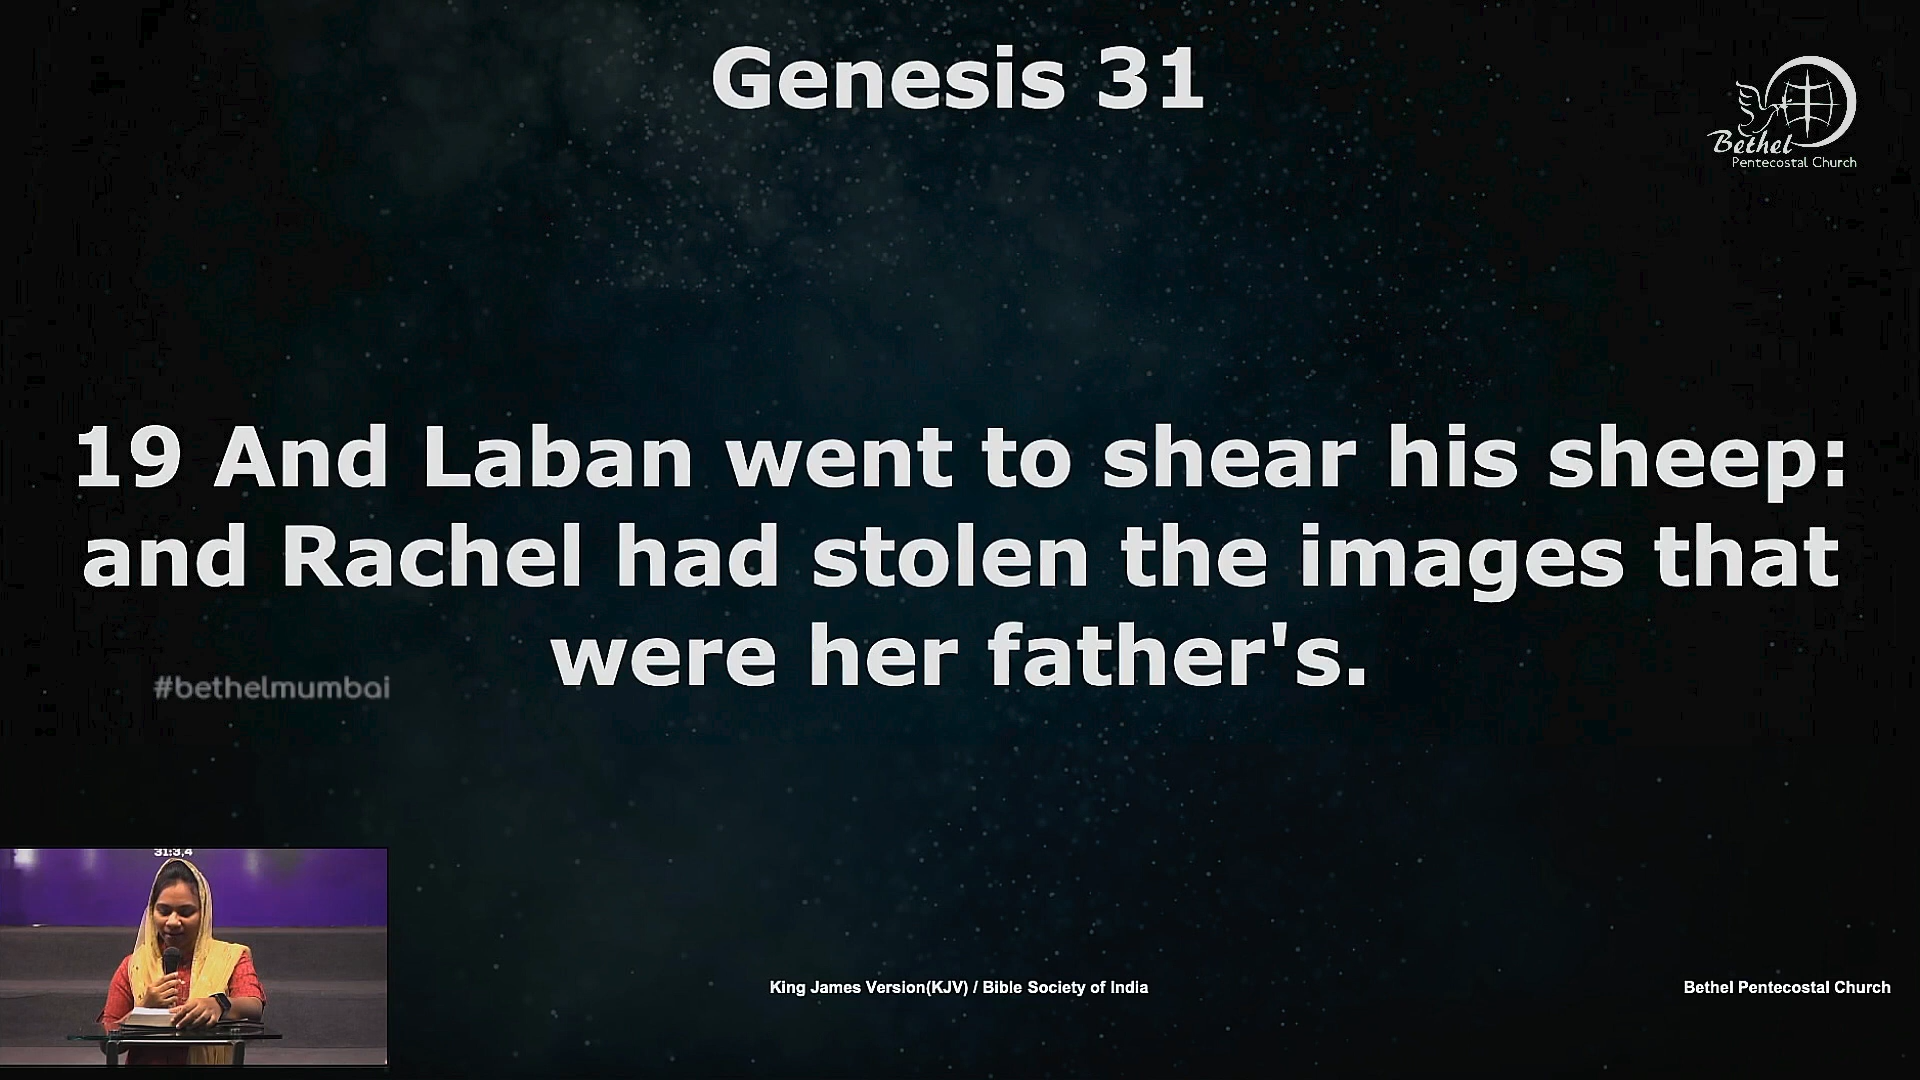 Genesis 31
Bethel
Pentecostal Church
19 And Laban went to shear his sheep:
and Rachel had stolen the images that
were her father's.
#bethelmumbai
31:3,4
King James Version(KJV) / Bible Society of India
Bethel Pentecostal Church